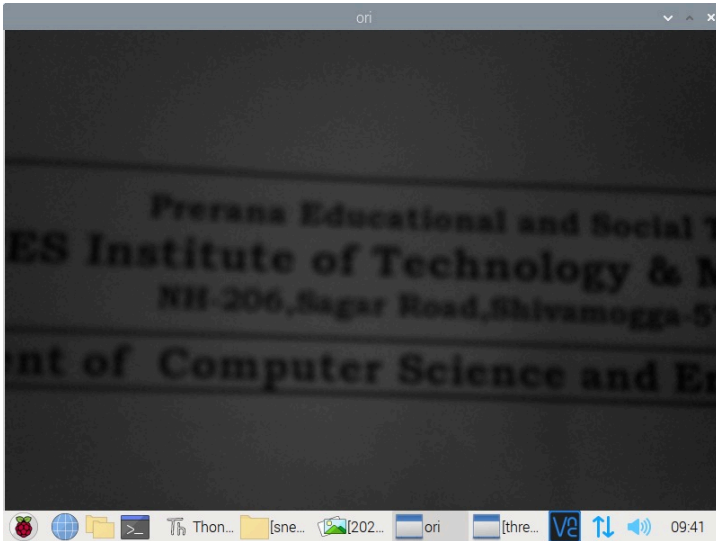 ori
Prerana Educational and Social T
ES Institute of Technology & M
NH-206,Sagar Road,Shivamogga-5
nt of Computer Science and En
Thon... [sne... [202... ori [thre... 09:41